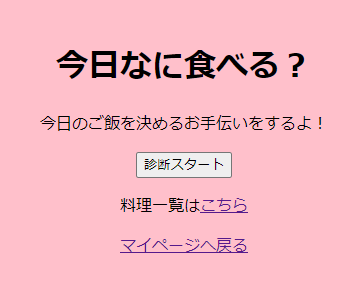 今日なに食べる？
今日のご飯を決めるお手伝いをするよ！
診断スタート
料理一覧はこちら
マイページへ戻る